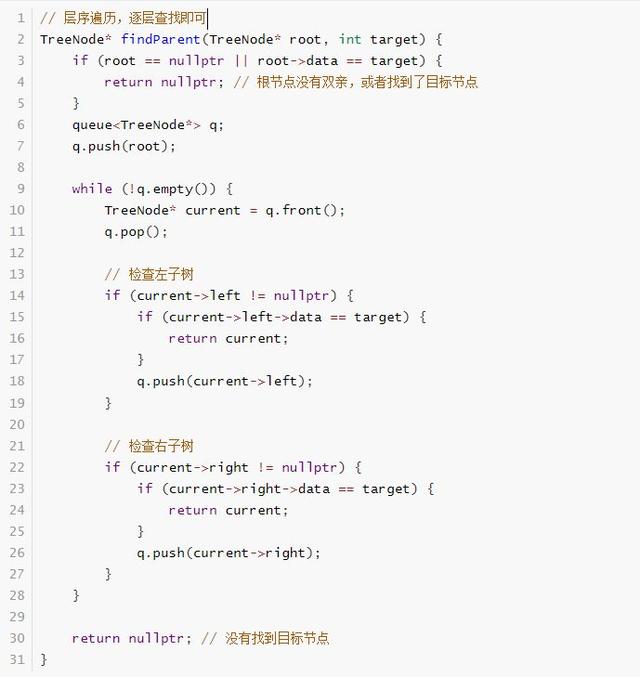 1 // 层序遍历，逐层查找即可
2 TreeNode* findParent(TreeNode* root, int target) {
3     if (root == nullptr || root->data == target) {
4         return nullptr; // 根节点没有双亲，或者找到了目标节点
5     }
6     queue<TreeNode*> q;
7     q.push(root);
8
9     while (!q.empty()) {
10         TreeNode* current = q.front();
11         q.pop();
12
13         // 检查左子树
14         if (current->left != nullptr) {
15             if (current->left->data == target) {
16                 return current;
17             }
18             q.push(current->left);
19         }
20
21         // 检查右子树
22         if (current->right != nullptr) {
23             if (current->right->data == target) {
24                 return current;
25             }
26             q.push(current->right);
27         }
28     }
29
30     return nullptr; // 没有找到目标节点
31 }